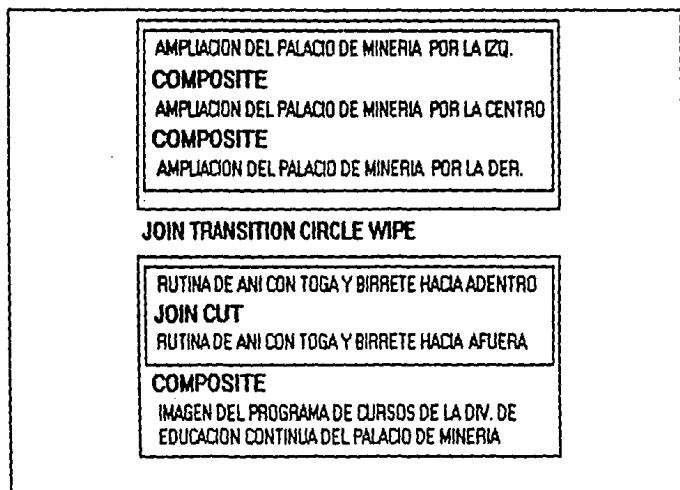 AMPLIACION DEL PALACIO DE MINERIA POR LA IZQ.
COMPOSITE
AMPLIACION DEL PALACIO DE MINERIA POR LA CENTRO
COMPOSITE
AMPLIACION DEL PALACIO DE MINERIA POR LA DER.
JOIN TRANSITION CIRCLE WIPE
RUTINA DE ANI CON TOGA Y BIRRETE HACIA ADENTRO
JOIN CUT
RUTINA DE ANI CON TOGA Y BIRRETE HACIA AFUERA
COMPOSITE
IMAGEN DEL PROGRAMA DE CURSOS DE LA DIV. DE
EDUCACION CONTINUA DEL PALACIO DE MINERIA